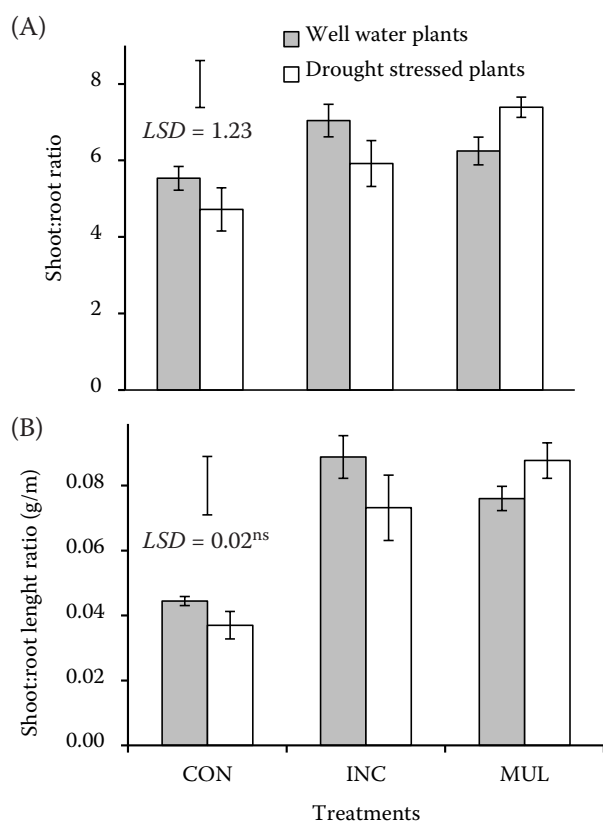 (A)
Well water plants
Drought stressed plants
8
LSD = 1.23
6
4
2
0
Shoot:root ratio
(B)
0.08
LSD = 0.02ns
0.06
0.04
0.02
0.00
Shoot:root lenght ratio (g/m)
CON INC MUL
Treatments